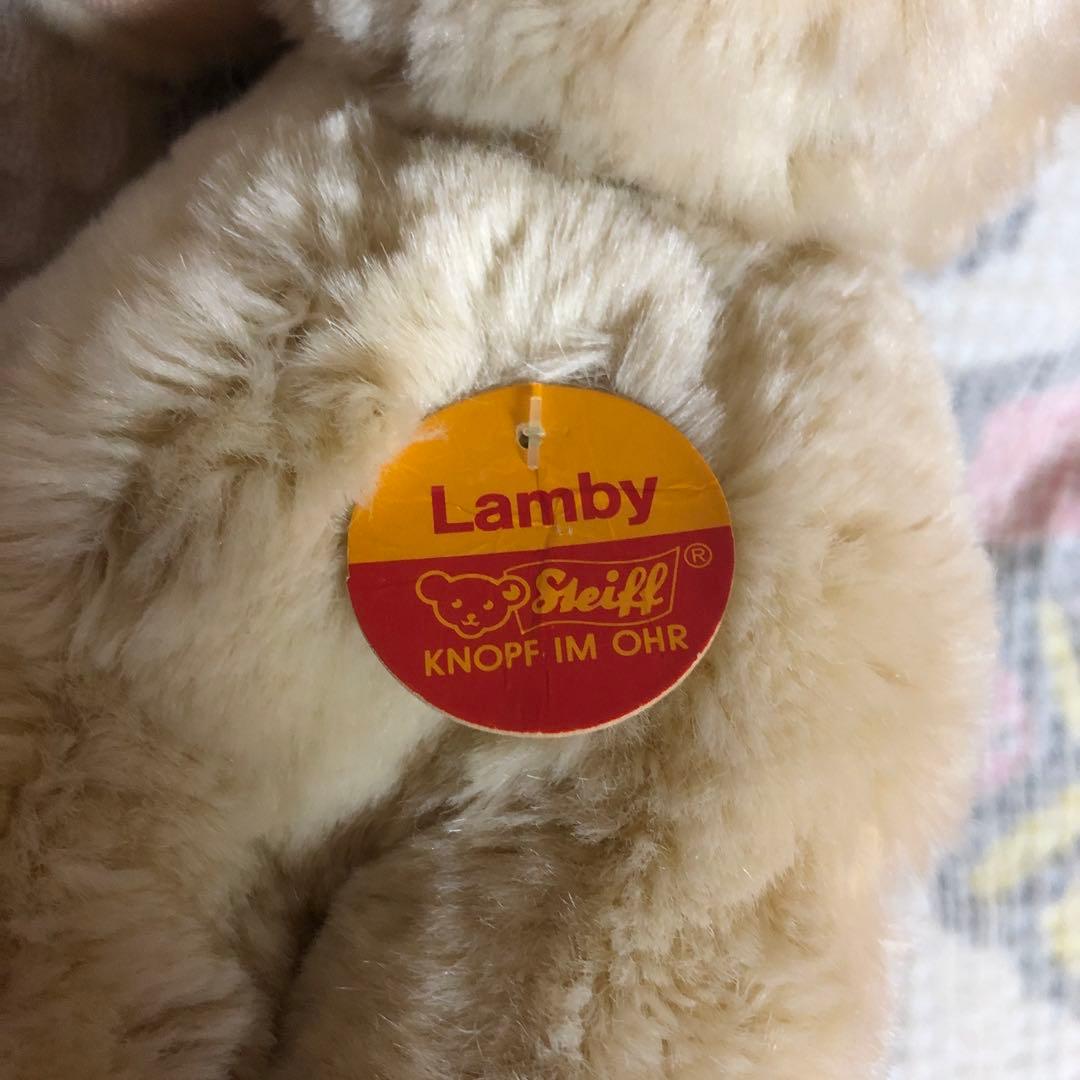 Lamby
Steiff®
KNOPF IM OHR